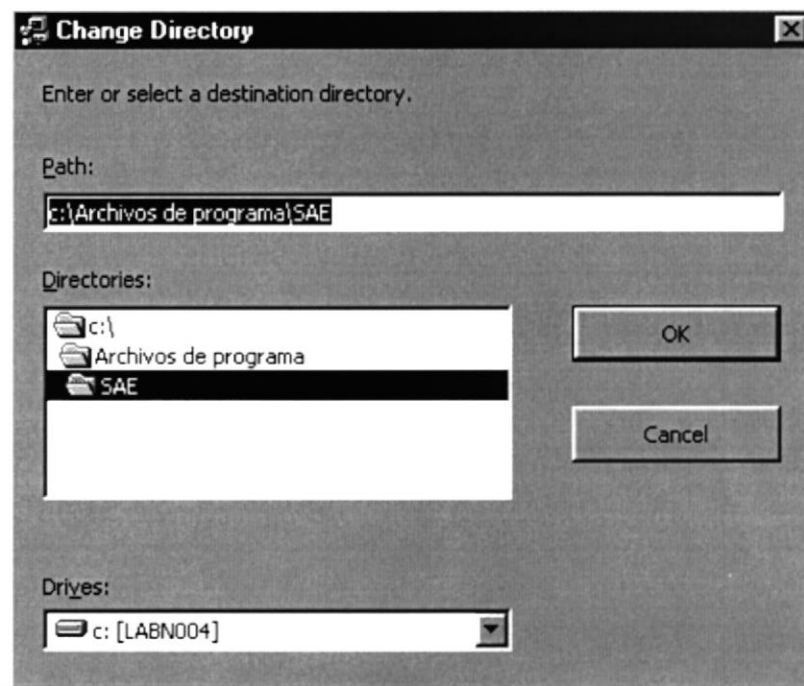 Change Directory
Enter or select a destination directory.
Path:
c:\Archivos de programa\SAE
Directories:
c:\
Archivos de programa
SAE
OK
Cancel
Drives:
c: [LABN004]